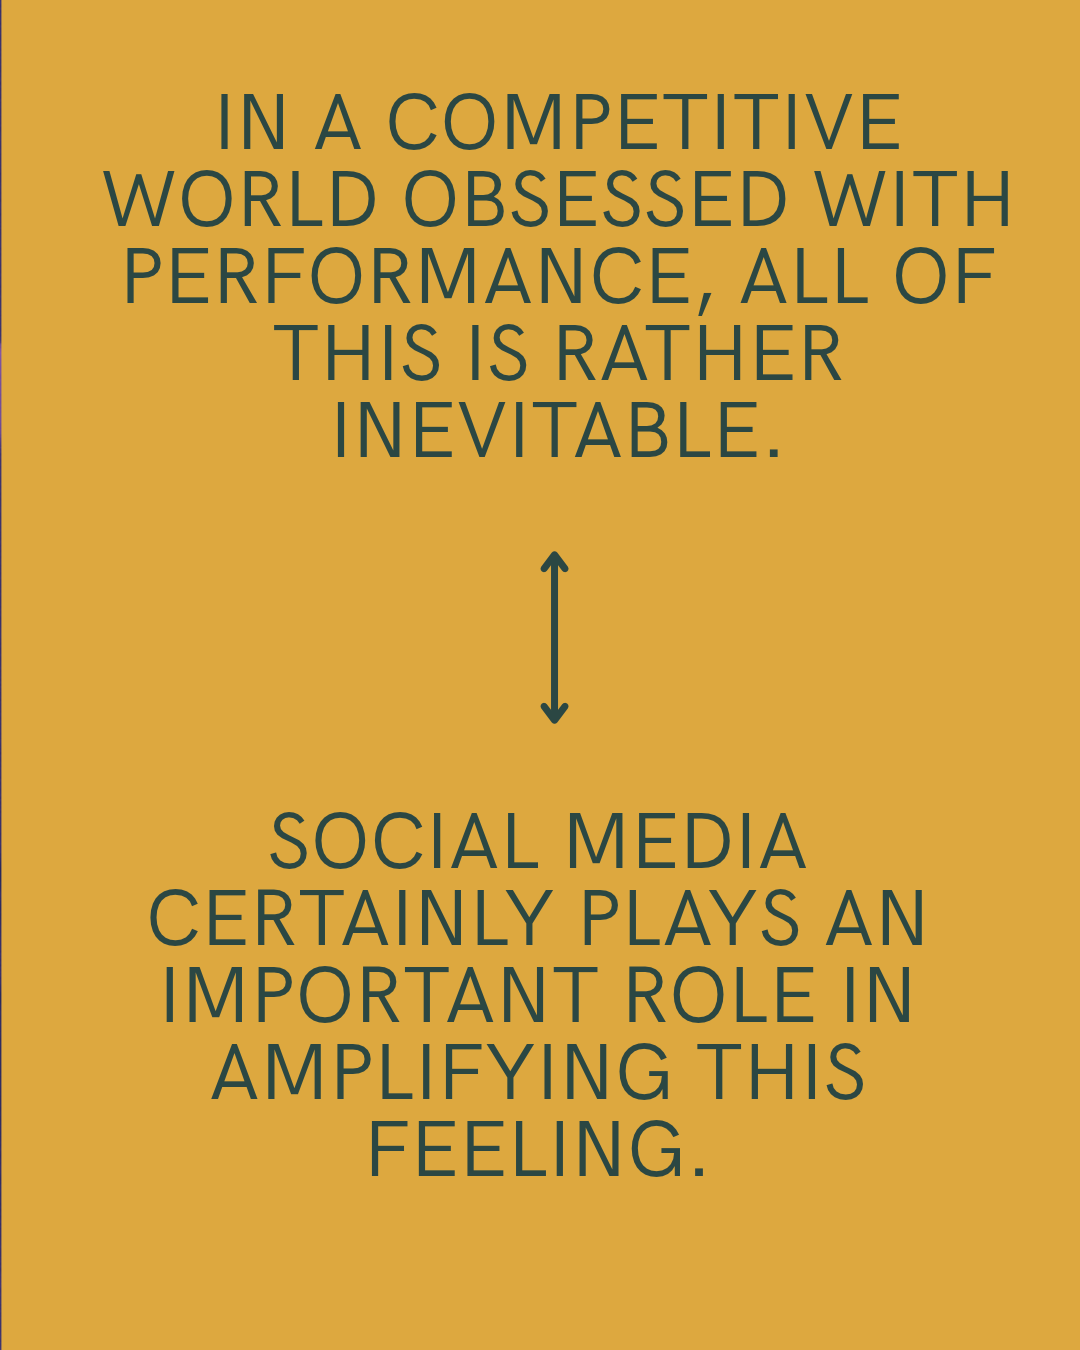 IN A COMPETITIVE
WORLD OBSESSED WITH
PERFORMANCE, ALL OF
THIS IS RATHER
INEVITABLE.
SOCIAL MEDIA
CERTAINLY PLAYS AN
IMPORTANT ROLE IN
AMPLIFYING THIS
FEELING.